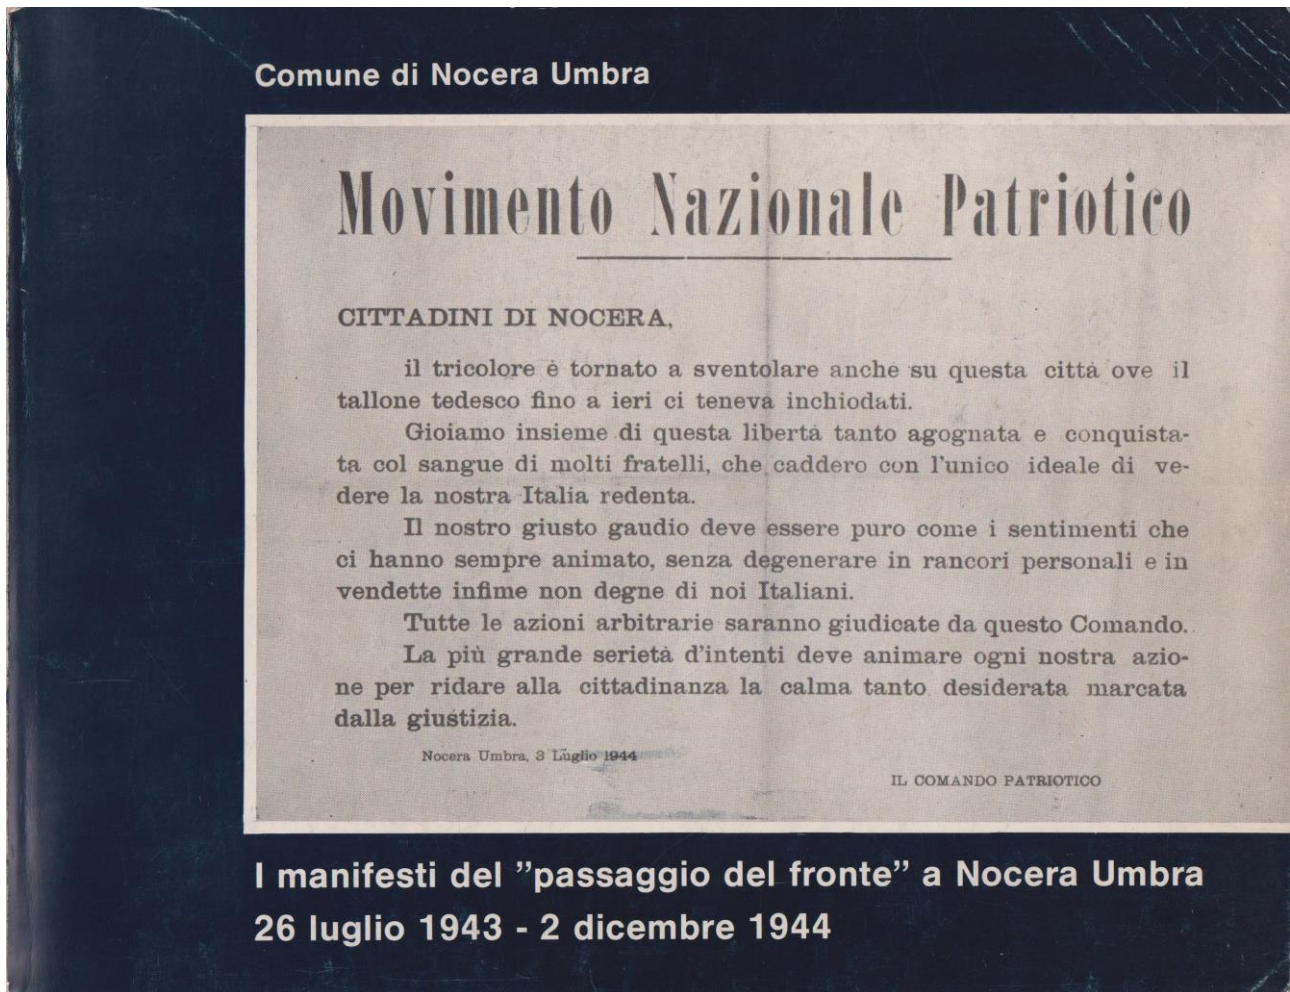 Comune di Nocera Umbra
Movimento Nazionale Patriotico
CITTADINI DI NOCERA,
il tricolore è tornato a sventolare anche su questa città ove il
tallone tedesco fino a ieri ci teneva inchiodati.
Gioiamo insieme di questa libertà tanto agognata e conquista-
ta col sangue di molti fratelli, che caddero con l'unico ideale di ve-
dere la nostra Italia redenta.
Il nostro giusto gaudio deve essere puro come i sentimenti che
ci hanno sempre animato, senza degenerare in rancori personali e in
vendette infime non degne di noi Italiani.
Tutte le azioni arbitrarie saranno giudicate da questo Comando.
La più grande serietà d'intenti deve animare ogni nostra azio-
ne per ridare alla cittadinanza la calma tanto desiderata marcata
dalla giustizia.
Nocera Umbra, 3 Luglio 1944
IL COMANDO PATRIOTICO
I manifesti del ”passaggio del fronte” a Nocera Umbra
26 luglio 1943 - 2 dicembre 1944